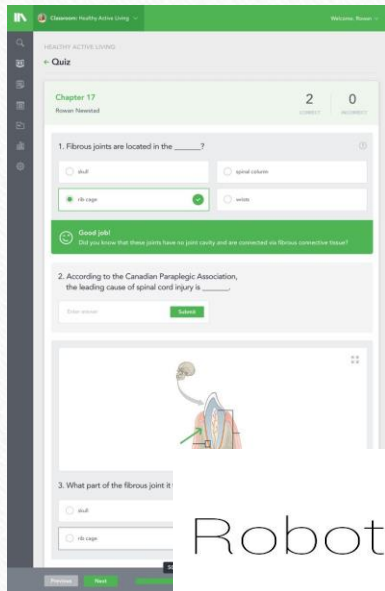 Classroom: Healthy Active Living
Welcome, Rowan
HEALTHY ACTIVE LIVING
← Quiz
Chapter 17
Rowan Newstad
2
CORRECT
0
INCORRECT
1. Fibrous joints are located in the ______?
skull
spinal column
rib cage
wrists
Good job!
Did you know that these joints have no joint cavity and are connected via fibrous connective tissue?
2. According to the Canadian Paraplegic Association,
the leading cause of spinal cord injury is ______.
Enter answer
Submit
3. What part of the fibrous joint it
skull
rib cage
Previous
Next
Robot